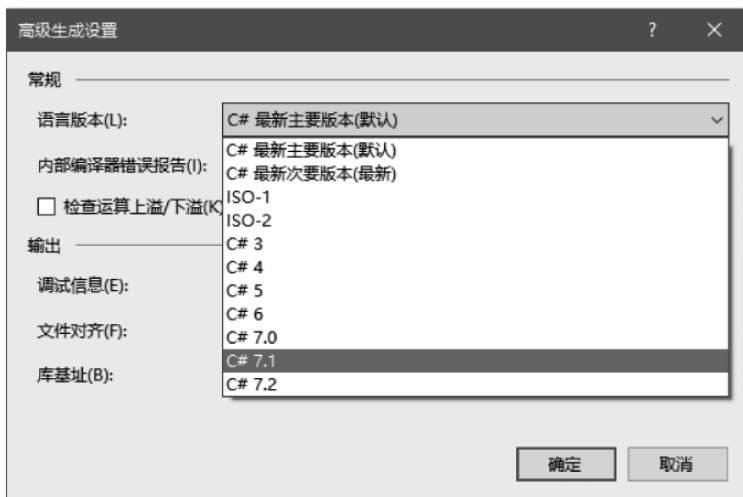 高级生成设置
?
×
常规
语言版本(L):
C# 最新主要版本(默认)
C# 最新主要版本(默认)
内部编译器错误报告(I):
C# 最新次要版本(最新)
ISO-1
检查运算上溢/下溢(K)
ISO-2
输出
C# 3
C# 4
调试信息(E):
C# 5
C# 6
文件对齐(F):
C# 7.0
C# 7.1
库基址(B):
C# 7.2
确定
取消